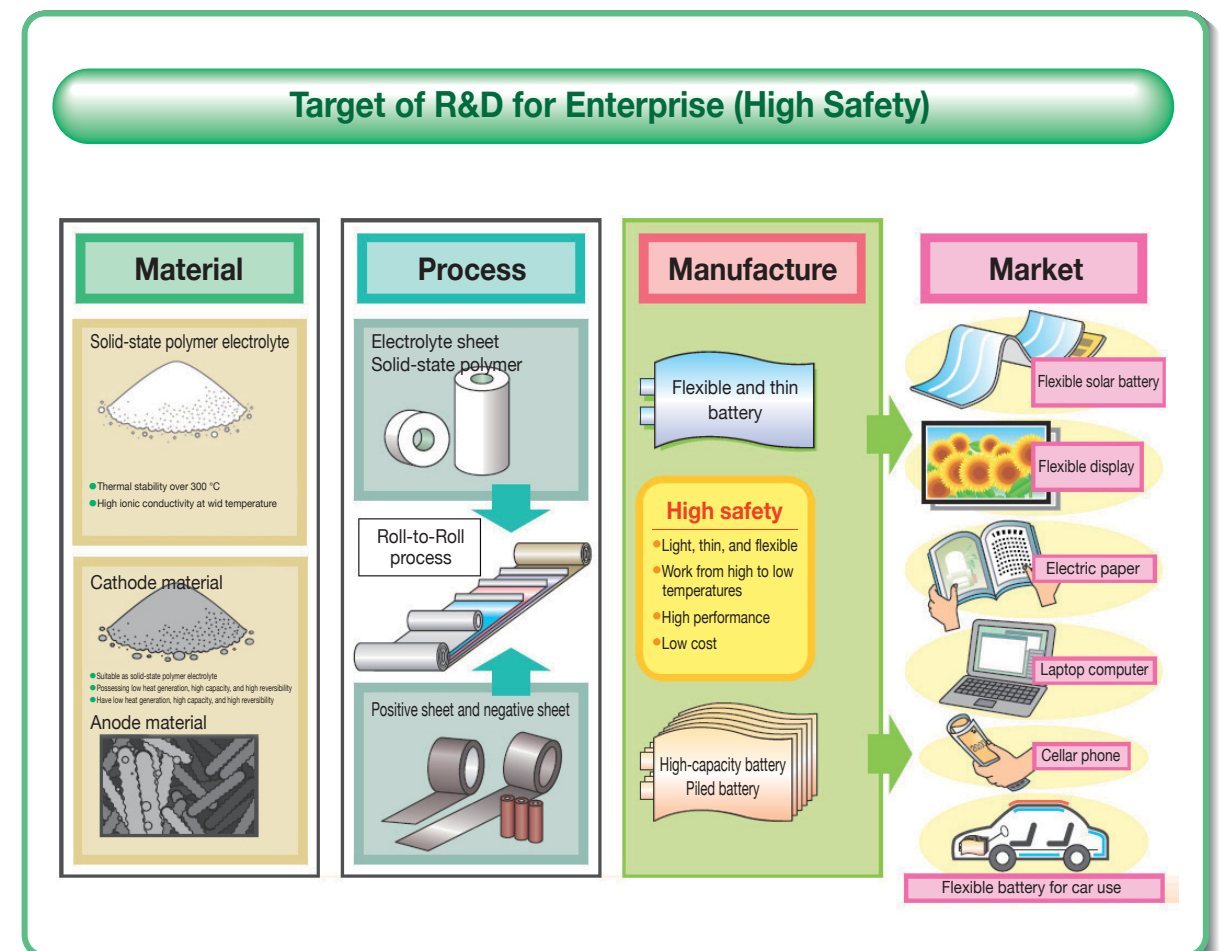 Target of R&D for Enterprise (High Safety)
Material
Solid-state polymer electrolyte
Thermal stability over 300 °C
High ionic conductivity at wid temperature
Cathode material
Suitable as solid-state polymer electrolyte
Possessing low heat generation, high capacity, and high reversibility
Have low heat generation, high capacity, and high reversibility
Anode material
Process
Electrolyte sheet
Solid-state polymer
Roll-to-Roll
process
Positive sheet and negative sheet
Manufacture
Flexible and thin
battery
High safety
Light, thin, and flexible
Work from high to low
temperatures
High performance
Low cost
High-capacity battery
Piled battery
Market
Flexible solar battery
Flexible display
Electric paper
Laptop computer
Cellar phone
Flexible battery for car use